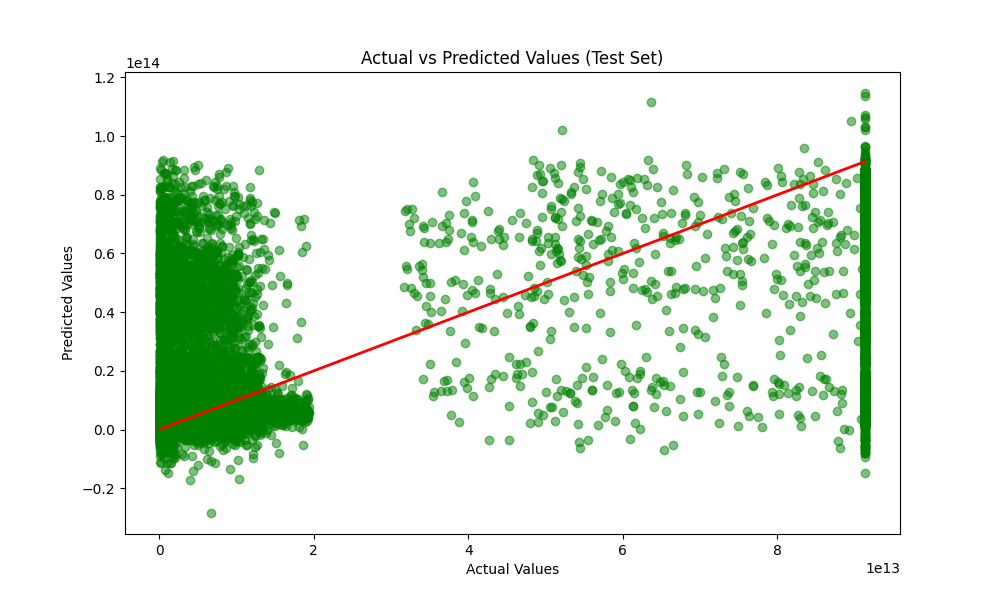 Actual vs Predicted Values (Test Set)
1e14
1.2
1.0
0.8
0.6
0.4
0.2
0.0
−0.2
Predicted Values
0 2 4 6 8
1e13
Actual Values